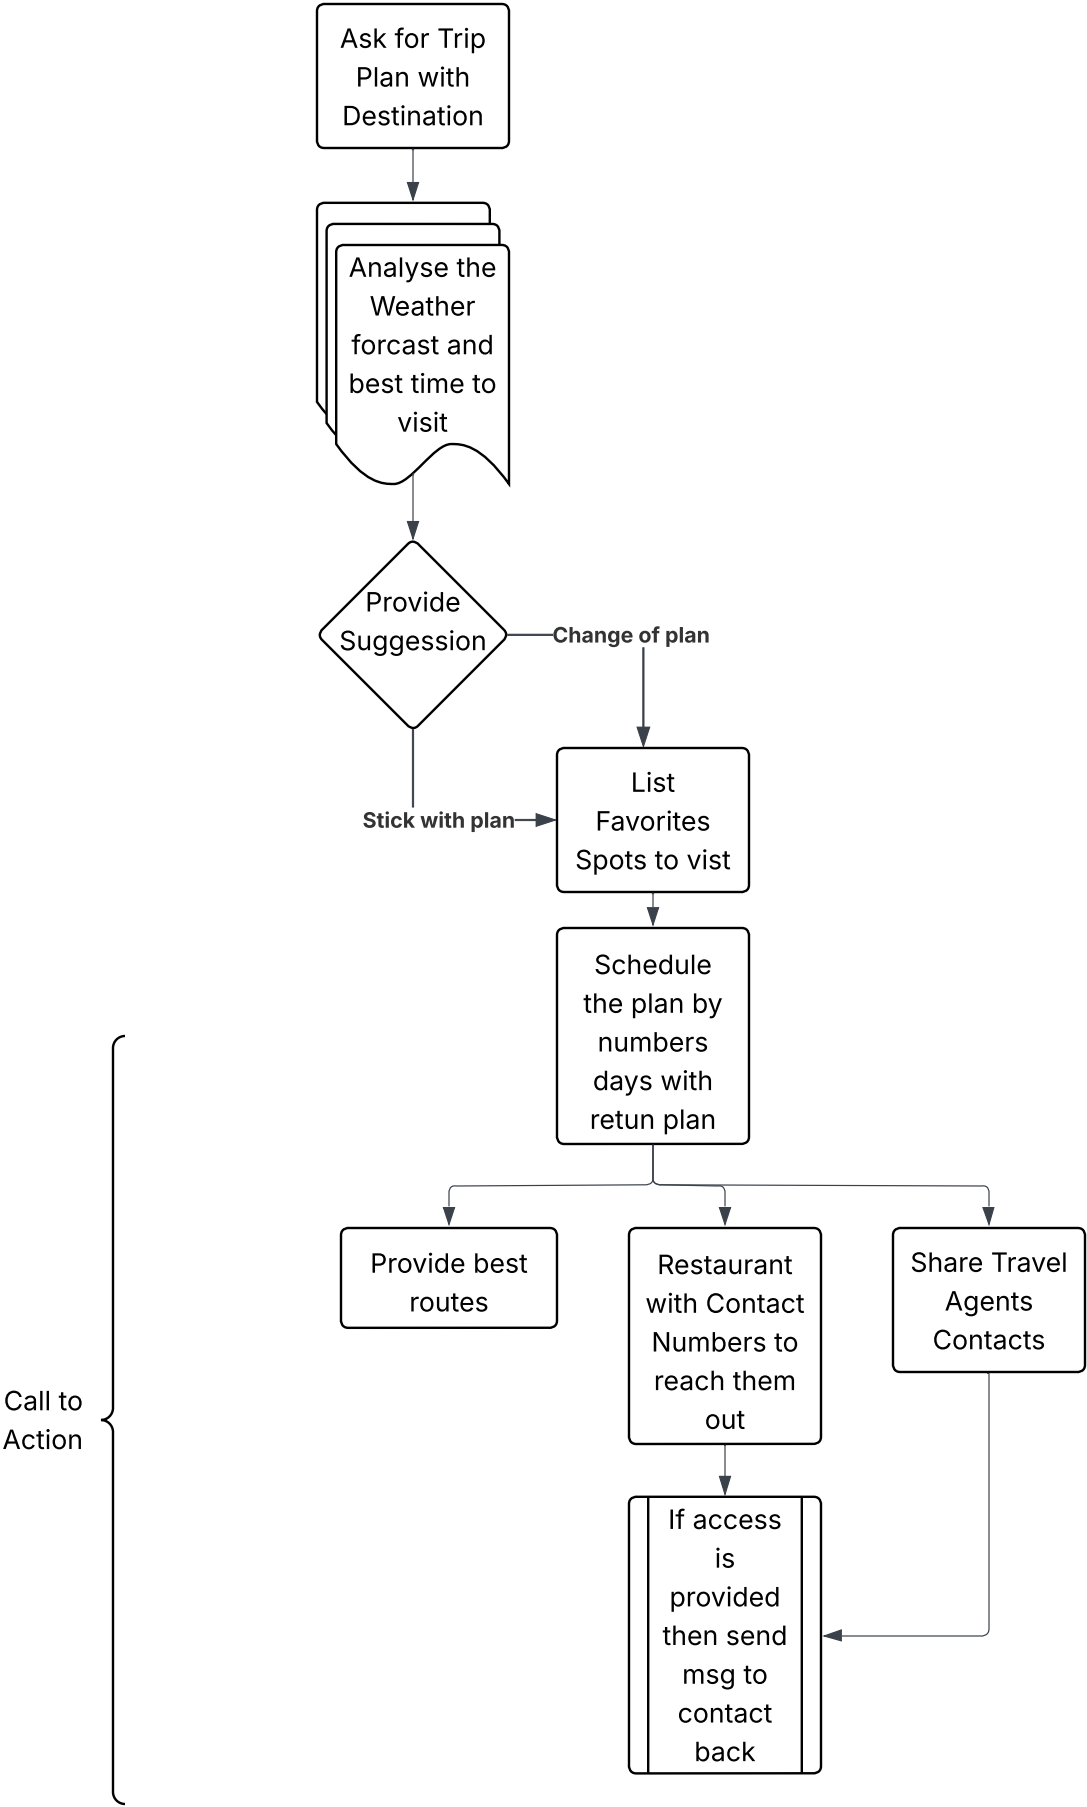 Ask for Trip
Plan with
Destination
Analyse the
Weather
forcast and
best time to
visit
Provide
Suggession
Change of plan
Stick with plan
List
Favorites
Spots to vist
Schedule
the plan by
numbers
days with
retun plan
Provide best
routes
Restaurant
with Contact
Numbers to
reach them
out
Share Travel
Agents
Contacts
Call to
Action
If access
is
provided
then send
msg to
contact
back